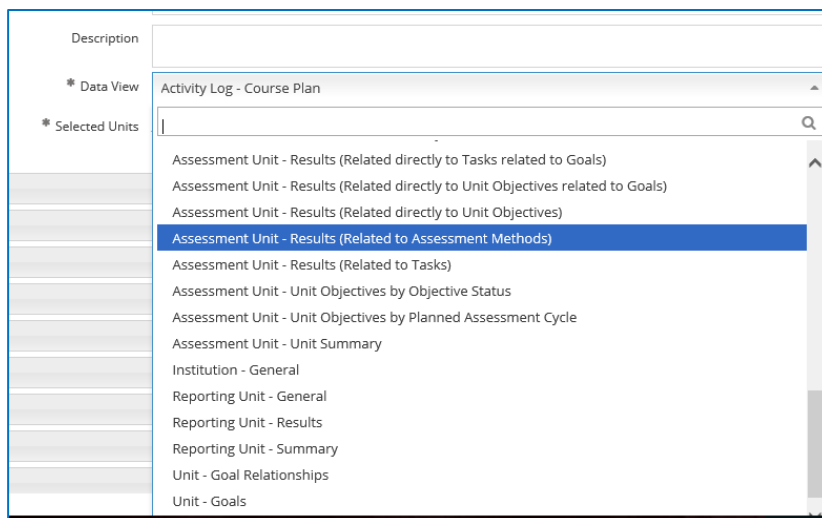 Description
* Data View
Activity Log - Course Plan
* Selected Units
Assessment Unit - Results (Related directly to Tasks related to Goals)
Assessment Unit - Results (Related directly to Unit Objectives related to Goals)
Assessment Unit - Results (Related directly to Unit Objectives)
Assessment Unit - Results (Related to Assessment Methods)
Assessment Unit - Results (Related to Tasks)
Assessment Unit - Unit Objectives by Objective Status
Assessment Unit - Unit Objectives by Planned Assessment Cycle
Assessment Unit - Unit Summary
Institution - General
Reporting Unit - General
Reporting Unit - Results
Reporting Unit - Summary
Unit - Goal Relationships
Unit - Goals